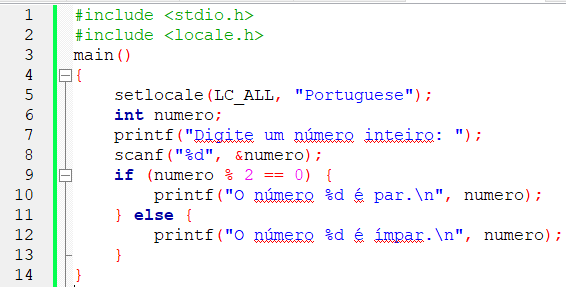 1 #include <stdio.h>
2 #include <locale.h>
3 main()
4 {
5 setlocale(LC_ALL, "Portuguese");
6 int numero;
7 printf("Digite um número inteiro: ");
8 scanf("%d", &numero);
9 if (numero % 2 == 0) {
10 printf("O número %d é par.\n", numero);
11 } else {
12 printf("O número %d é ímpar.\n", numero);
13 }
14 }